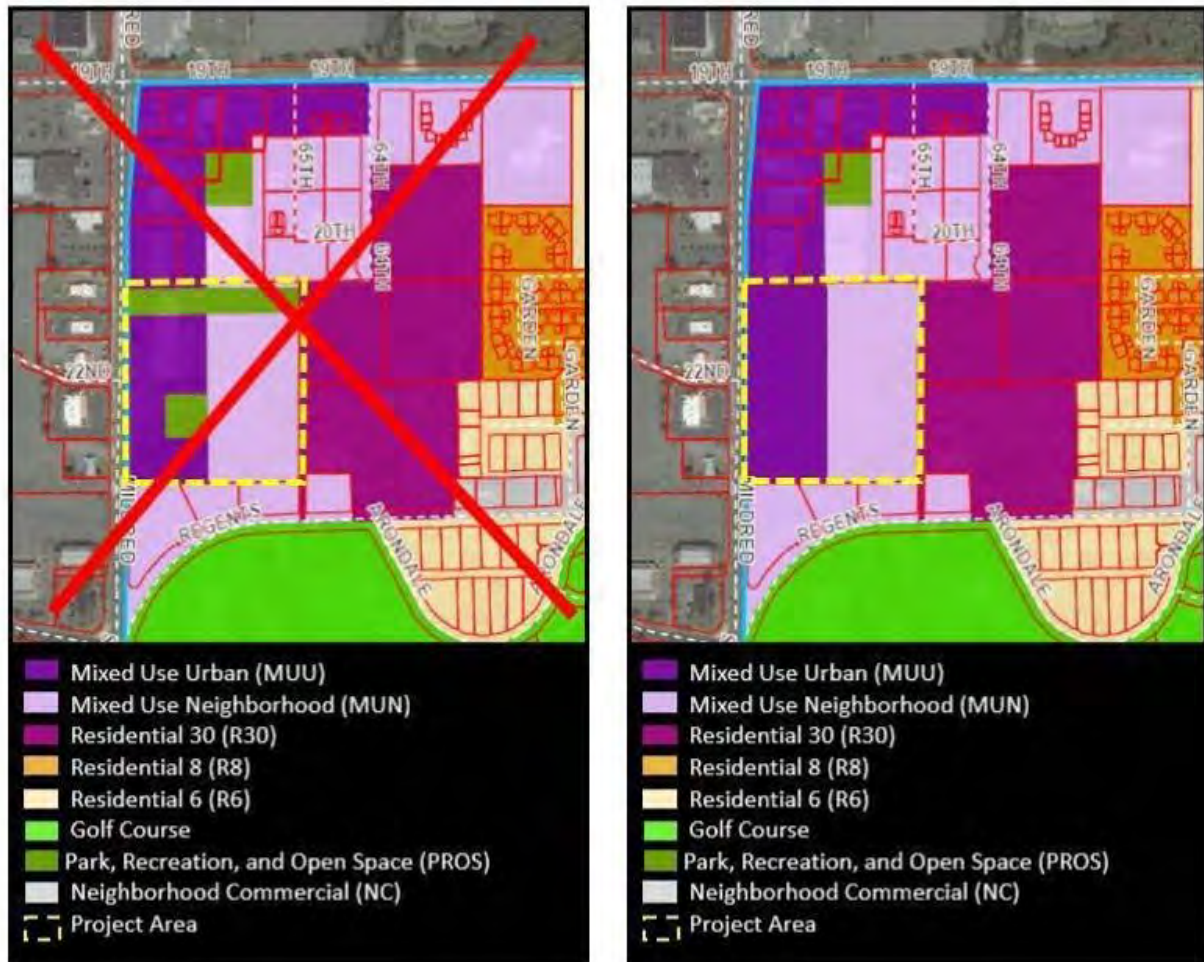 RED
19TH
19TH
19TH
65TH
64TH
20TH
64TH
GARDEN
22ND
GARDEN
MILDRED
REGENTS
ARONDALE
ARONDALE
S
Mixed Use Urban (MUU)
Mixed Use Neighborhood (MUN)
Residential 30 (R30)
Residential 8 (R8)
Residential 6 (R6)
Golf Course
Park, Recreation, and Open Space (PROS)
Neighborhood Commercial (NC)
Project Area
RED
19TH
19TH
19TH
65TH
64TH
20TH
64TH
GARDEN
22ND
GARDEN
MILDRED
REGENTS
ARONDALE
ARONDALE
S
Mixed Use Urban (MUU)
Mixed Use Neighborhood (MUN)
Residential 30 (R30)
Residential 8 (R8)
Residential 6 (R6)
Golf Course
Park, Recreation, and Open Space (PROS)
Neighborhood Commercial (NC)
Project Area